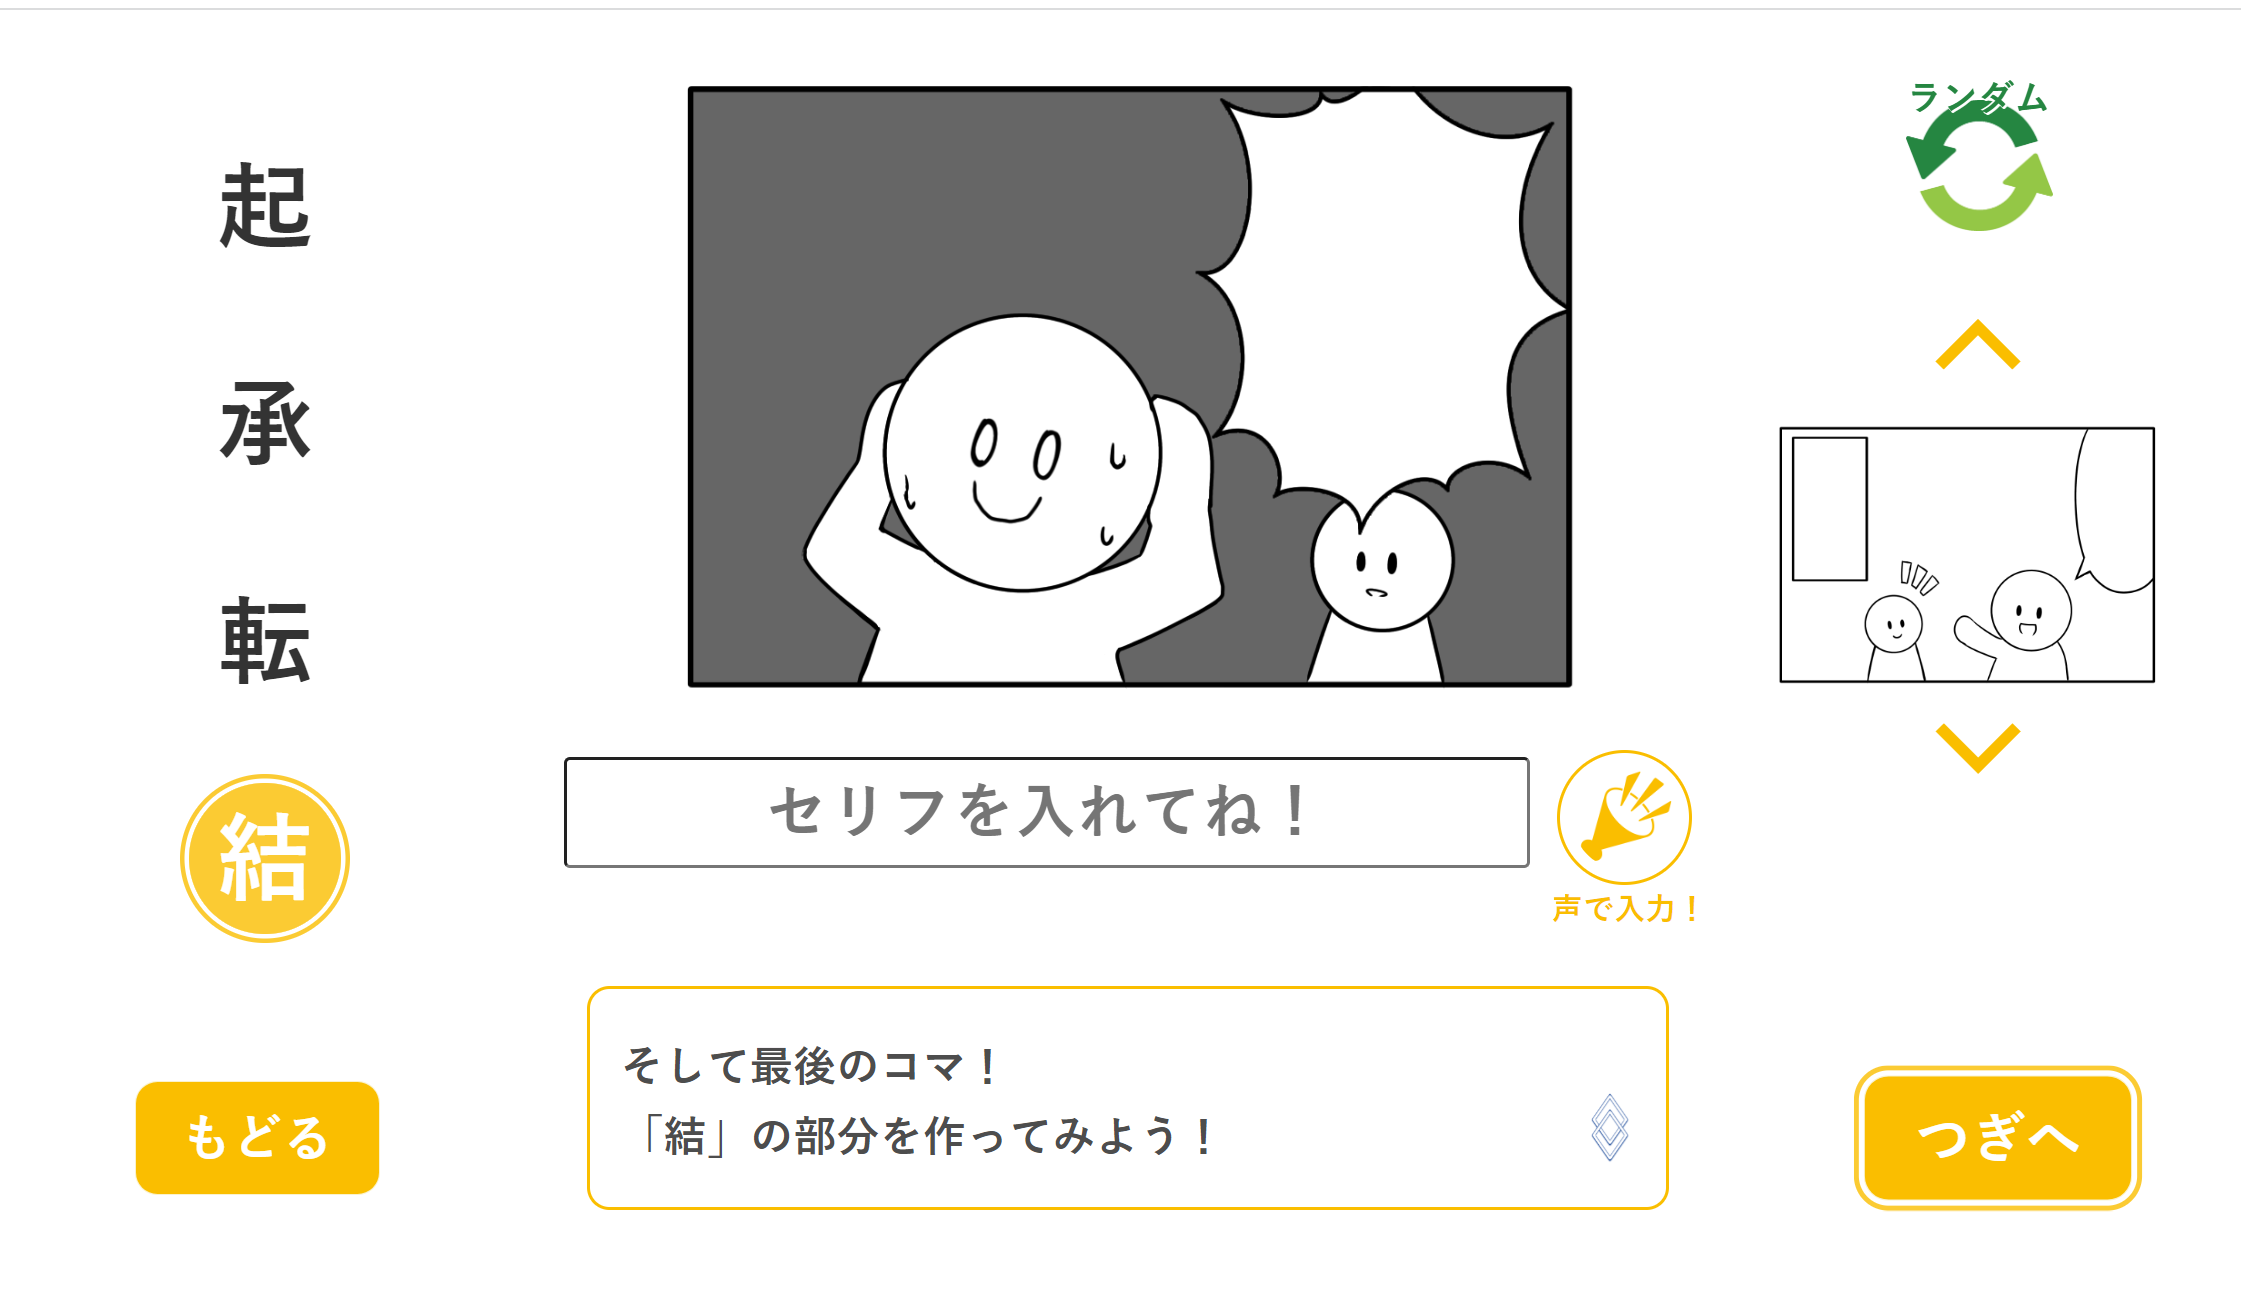 起
承
転
結
ランダム
セリフを入れてね！
声で入力！
そして最後のコマ！
「結」の部分を作ってみよう！
もどる
つぎへ